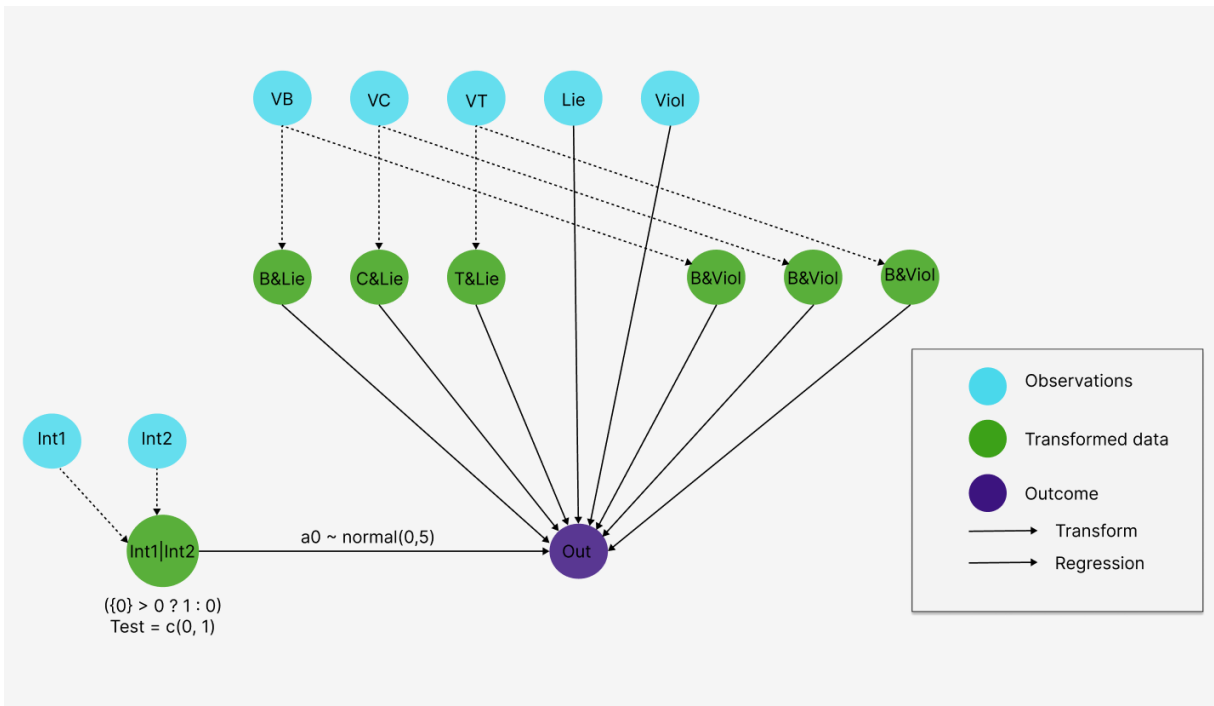 VB
VC
VT
Lie
Viol
B&Lie
C&Lie
T&Lie
B&Viol
B&Viol
B&Viol
Int1
Int2
Int1|Int2
a0 ~ normal(0,5)
Out
({0} > 0 ? 1 : 0)
Test = c(0, 1)
Observations
Transformed data
Outcome
Transform
Regression